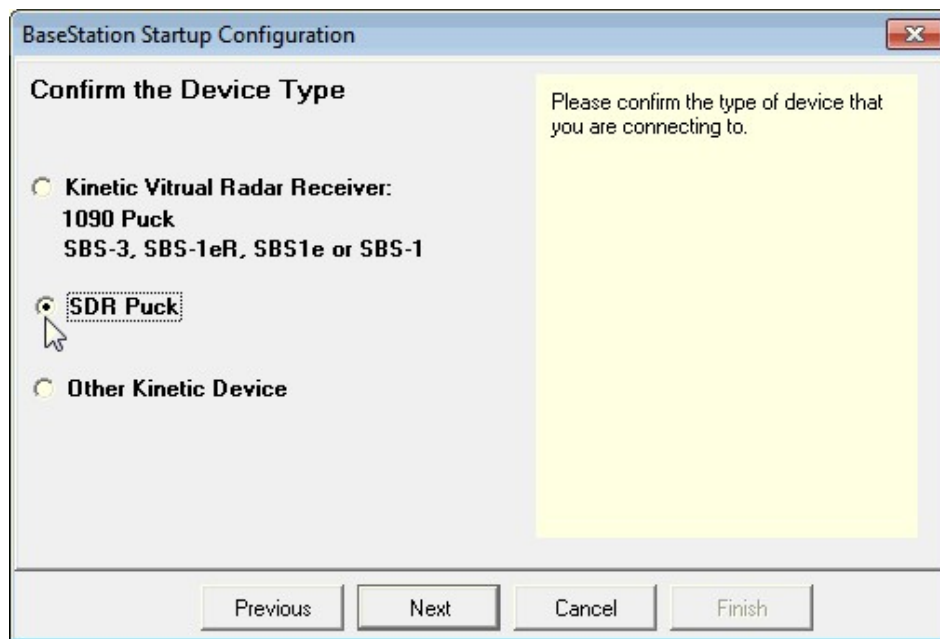 BaseStation Startup Configuration
Confirm the Device Type
Please confirm the type of device that
you are connecting to.
Kinetic Vitrual Radar Receiver:
1090 Puck
SBS-3, SBS-1eR, SBS1e or SBS-1
SDR Puck
Other Kinetic Device
Previous
Next
Cancel
Finish